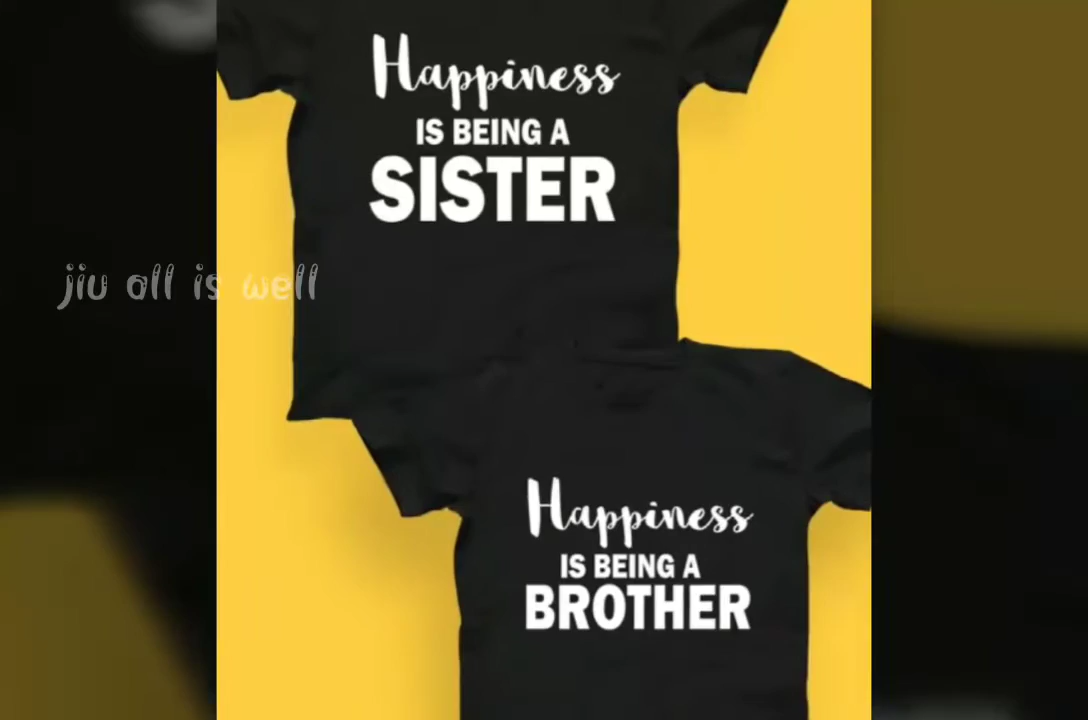 Happiness
IS BEING A
SISTER
jiu all is well
Happiness
IS BEING A
BROTHER